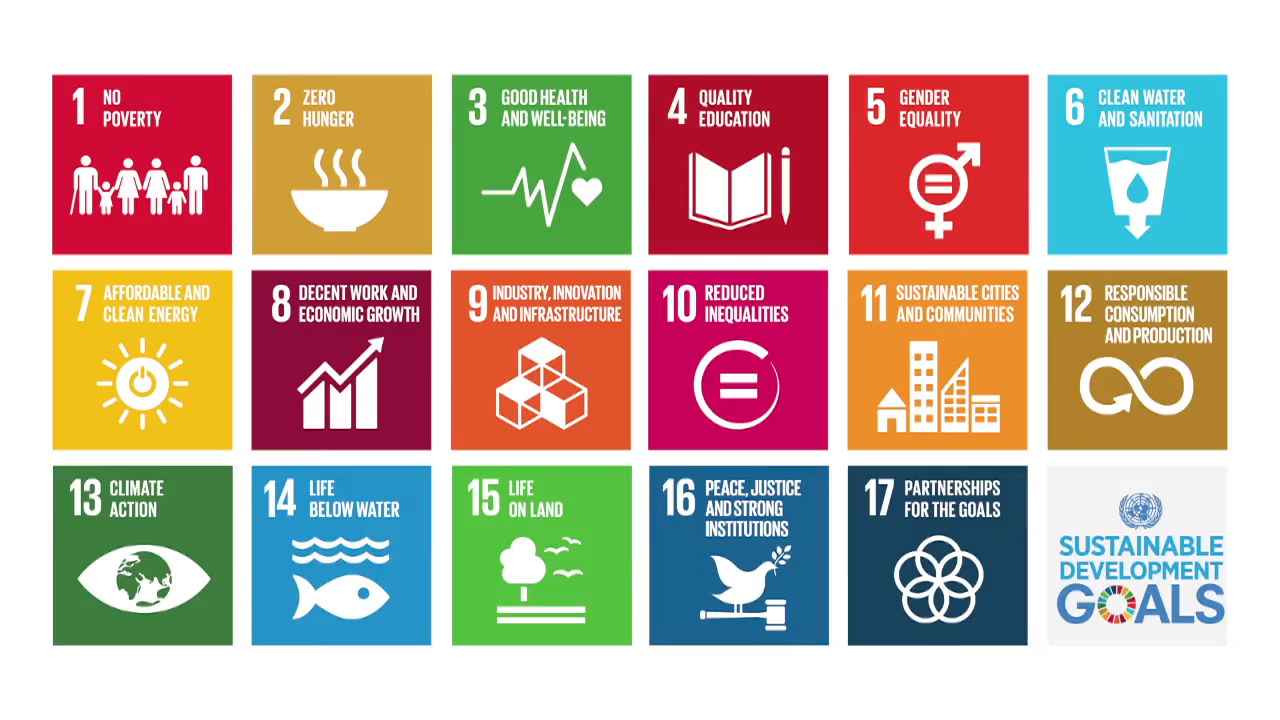 1 NO
POVERTY
2 ZERO
HUNGER
3 GOOD HEALTH
AND WELL-BEING
4 QUALITY
EDUCATION
5 GENDER
EQUALITY
6 CLEAN WATER
AND SANITATION
7 AFFORDABLE AND
CLEAN ENERGY
8 DECENT WORK AND
ECONOMIC GROWTH
9 INDUSTRY, INNOVATION
AND INFRASTRUCTURE
10 REDUCED
INEQUALITIES
11 SUSTAINABLE CITIES
AND COMMUNITIES
12 RESPONSIBLE
CONSUMPTION
AND PRODUCTION
13 CLIMATE
ACTION
14 LIFE
BELOW WATER
15 LIFE
ON LAND
16 PEACE, JUSTICE
AND STRONG
INSTITUTIONS
17 PARTNERSHIPS
FOR THE GOALS
SUSTAINABLE
DEVELOPMENT
GOALS